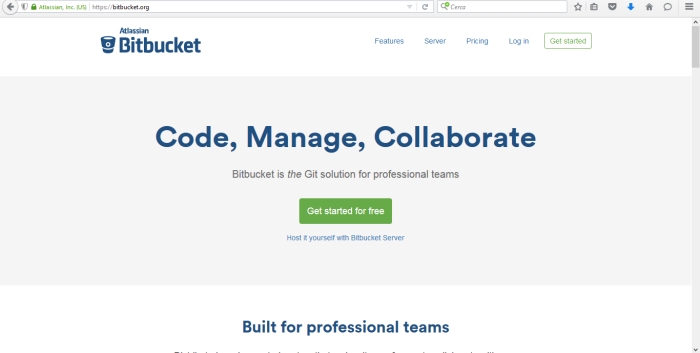 Atlassian, Inc. (US) https://bitbucket.org
Cerca
Atlassian
Bitbucket
Features Server Pricing Log in Get started
Code, Manage, Collaborate
Bitbucket is the Git solution for professional teams
Get started for free
Host it yourself with Bitbucket Server
Built for professional teams